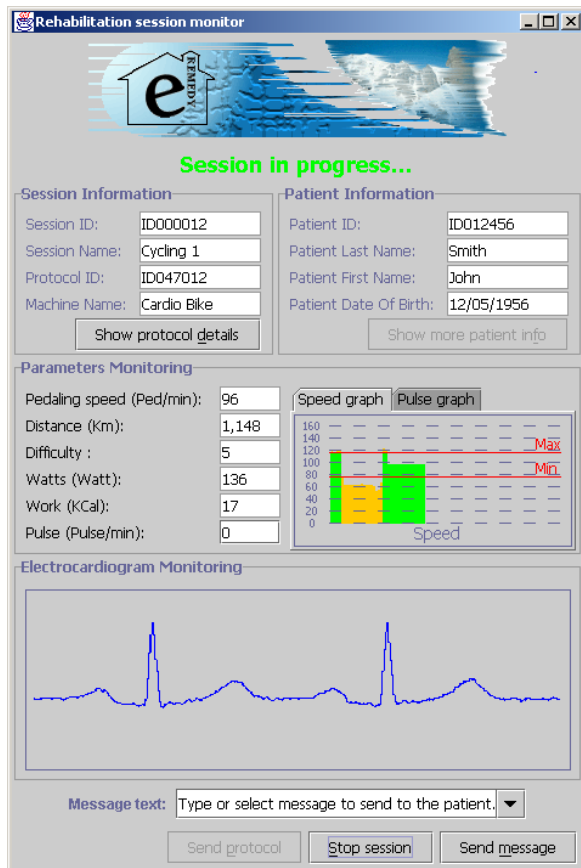 Rehabilitation session monitor
e REMEDY
Session in progress...
Session Information
Session ID: ID000012
Session Name: Cycling 1
Protocol ID: ID047012
Machine Name: Cardio Bike
Show protocol details
Patient Information
Patient ID: ID012456
Patient Last Name: Smith
Patient First Name: John
Patient Date Of Birth: 12/05/1956
Show more patient info
Parameters Monitoring
Pedaling speed (Ped/min): 96
Distance (Km): 1,148
Difficulty : 5
Watts (Watt): 136
Work (KCal): 17
Pulse (Pulse/min): 0
Speed graph Pulse graph
160
140
120
100
80
60
40
20
0
Max
Min
Speed
Electrocardiogram Monitoring
Message text: Type or select message to send to the patient.
Send protocol Stop session Send message